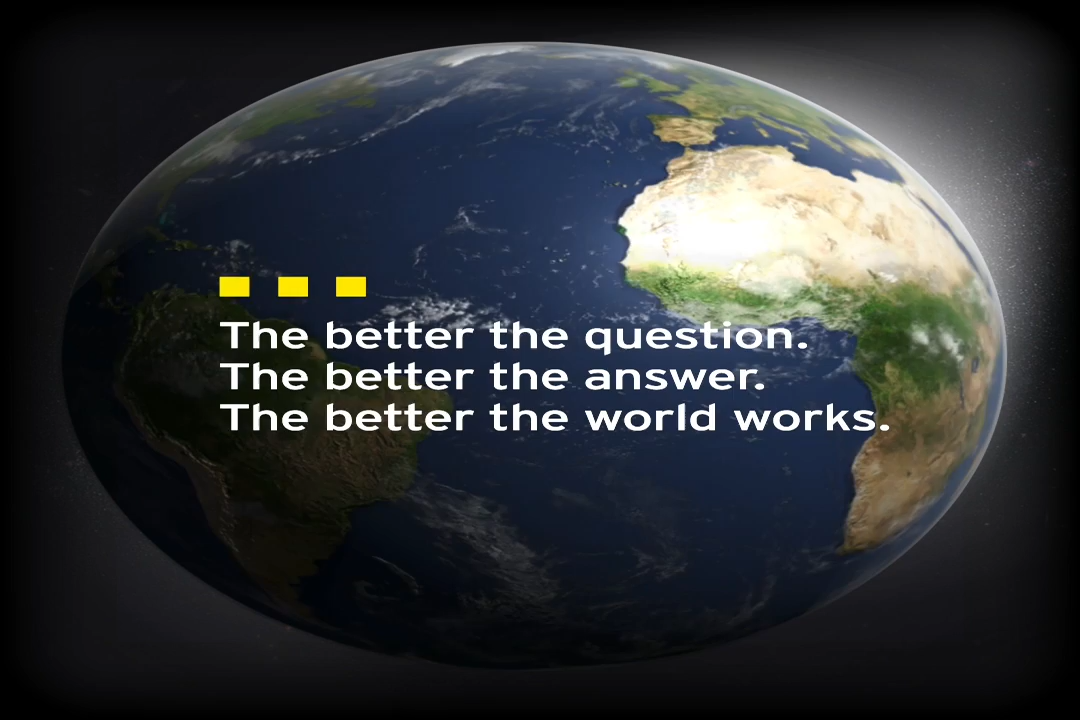 The better the question.
The better the answer.
The better the world works.